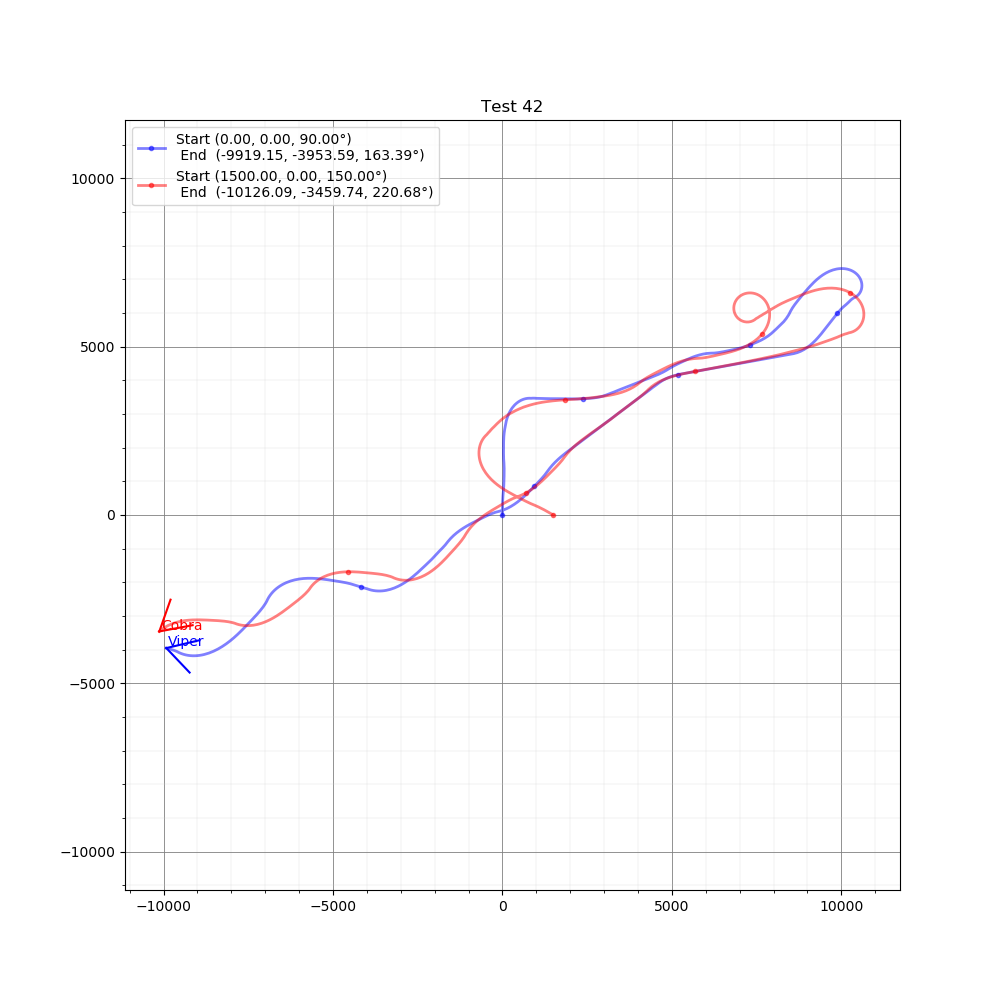 Test 42
Start (0.00, 0.00, 90.00°)
End (-9919.15, -3953.59, 163.39°)
Start (1500.00, 0.00, 150.00°)
End (-10126.09, -3459.74, 220.68°)
10000
5000
0
−5000
−10000
Cobra
Viper
−10000 −5000 0 5000 10000